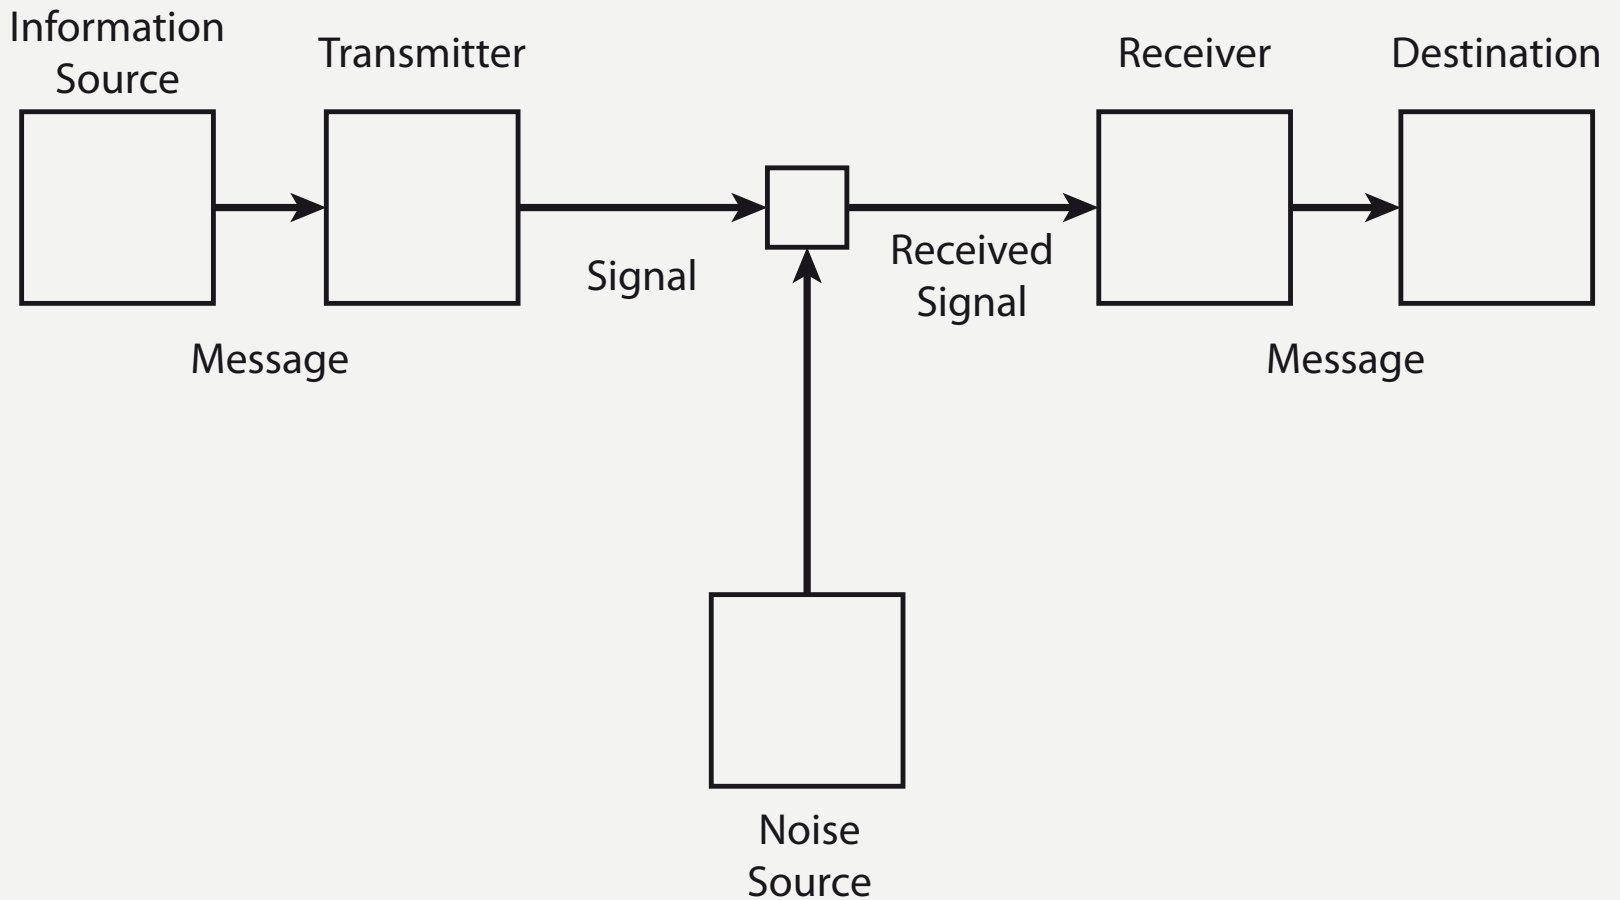 Information
Source
Transmitter
Receiver
Destination
Signal
Received
Signal
Message
Message
Noise
Source